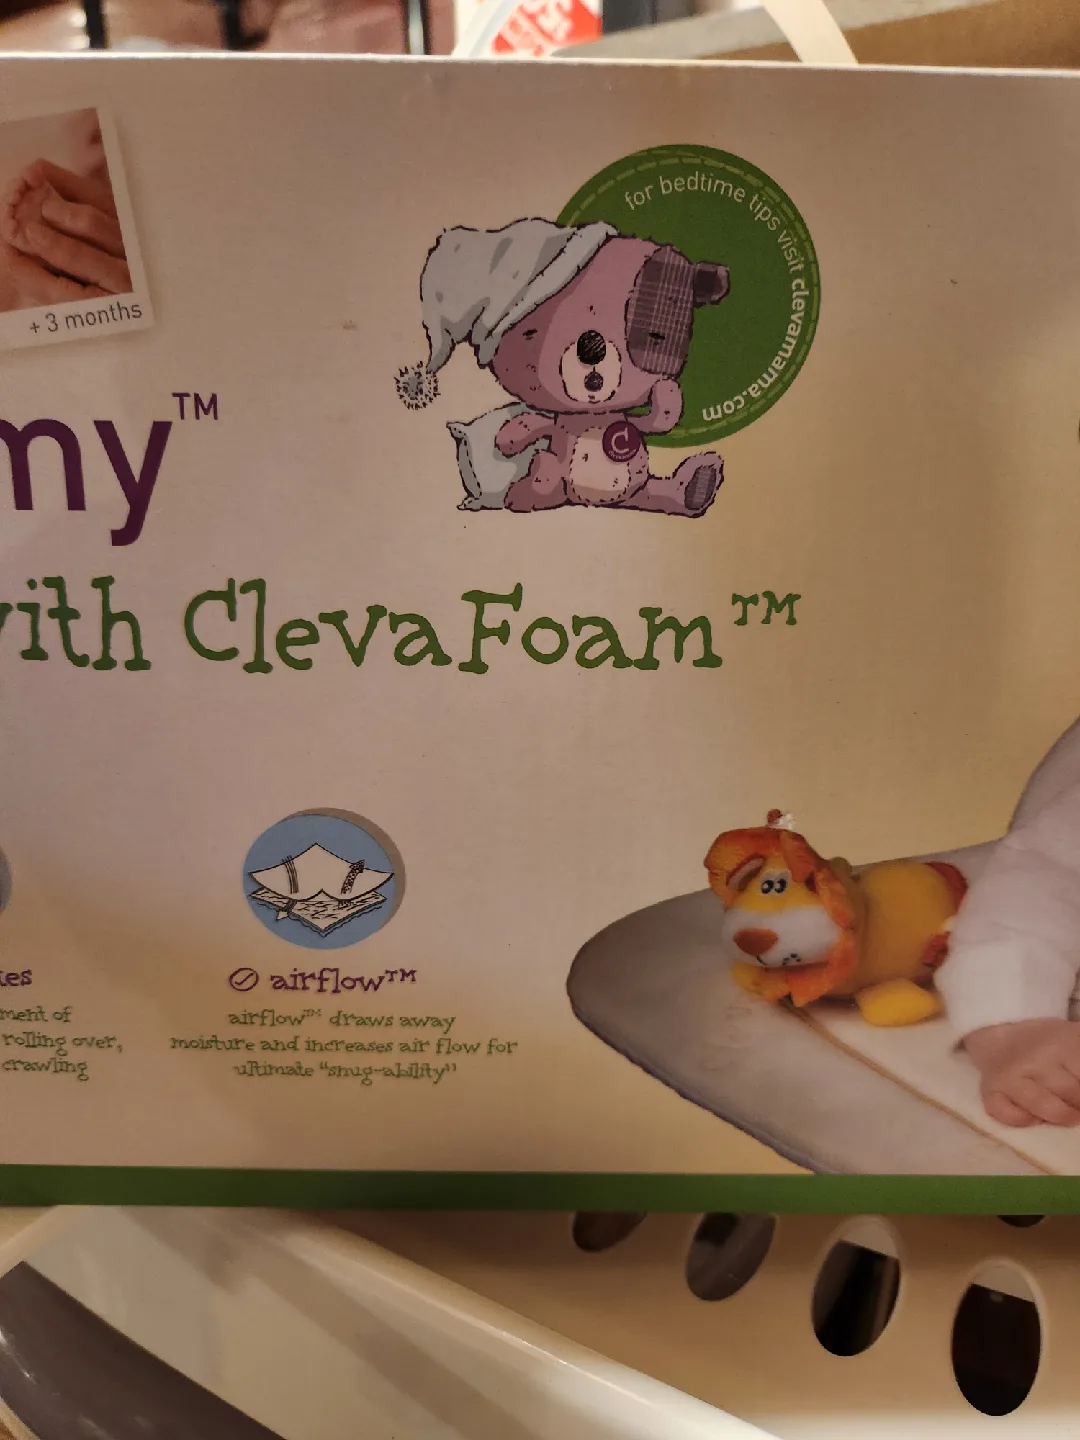 for bedtime tips visit clevamama.com
+ 3 months
my™
with ClevaFoam™
airflow™
ment of
airflow™ draws away
rolling over,
moisture and increases air flow for
crawling
ultimate "snug-ability"
C